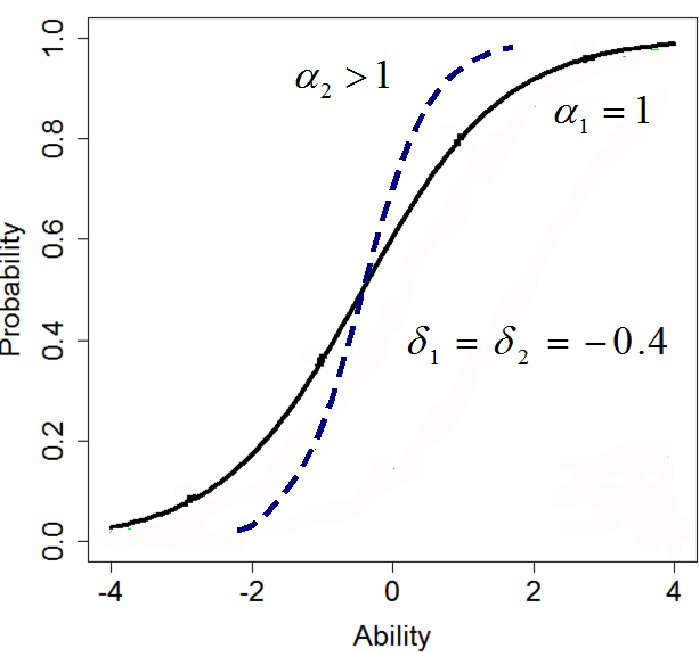 1.0
0.8
0.6
0.4
0.2
0.0
Probability
α₂ > 1
α₁ = 1
δ₁ = δ₂ = −0.4
-4 -2 0 2 4
Ability